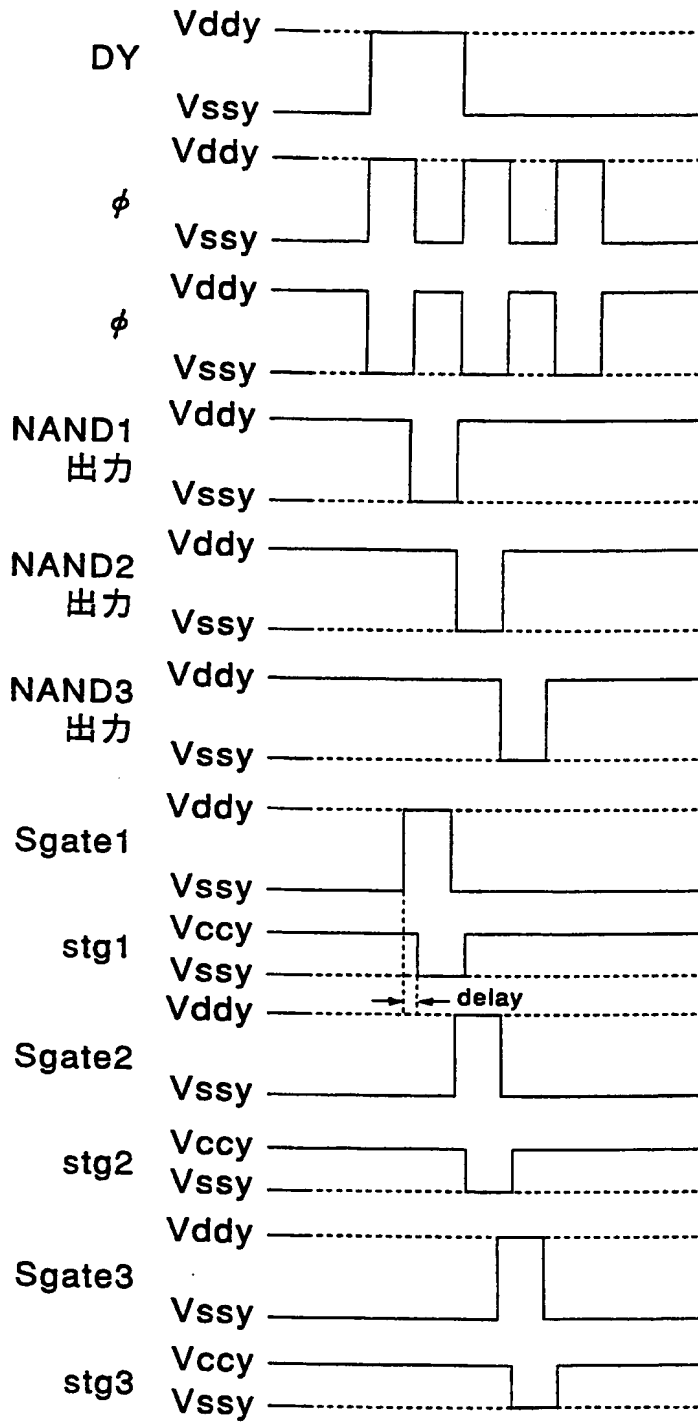 DY
Vddy
Vssy
φ
Vddy
Vssy
φ
Vddy
Vssy
NAND1
出力
Vddy
Vssy
NAND2
出力
Vddy
Vssy
NAND3
出力
Vddy
Vssy
Sgate1
Vddy
Vssy
stg1
Vccy
Vssy
delay
Sgate2
Vddy
Vssy
stg2
Vccy
Vssy
Sgate3
Vddy
Vssy
stg3
Vccy
Vssy